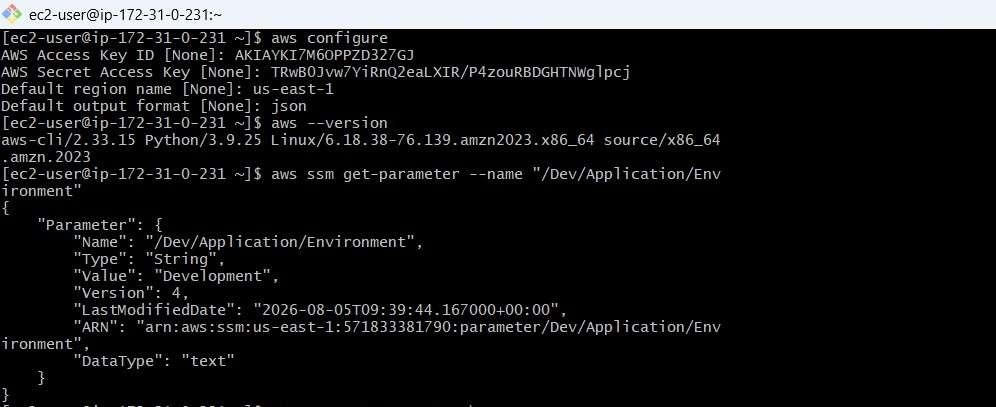 ec2-user@ip-172-31-0-231:~
[ec2-user@ip-172-31-0-231 ~]$ aws configure
AWS Access Key ID [None]: AKIAYKI7M6OPPZD327GJ
AWS Secret Access Key [None]: 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
Default region name [None]: us-east-1
Default output format [None]: json
[ec2-user@ip-172-31-0-231 ~]$ aws --version
aws-cli/2.33.15 Python/3.9.25 Linux/6.18.38-76.139.amzn2023.x86_64 source/x86_64
.amzn.2023
[ec2-user@ip-172-31-0-231 ~]$ aws ssm get-parameter --name "/Dev/Application/Env
ironment"
{
    "Parameter": {
        "Name": "/Dev/Application/Environment",
        "Type": "String",
        "Value": "Development",
        "Version": 4,
        "LastModifiedDate": "2026-08-05T09:39:44.167000+00:00",
        "ARN": "arn:aws:ssm:us-east-1:571833381790:parameter/Dev/Application/Env
ironment",
        "DataType": "text"
    }
}